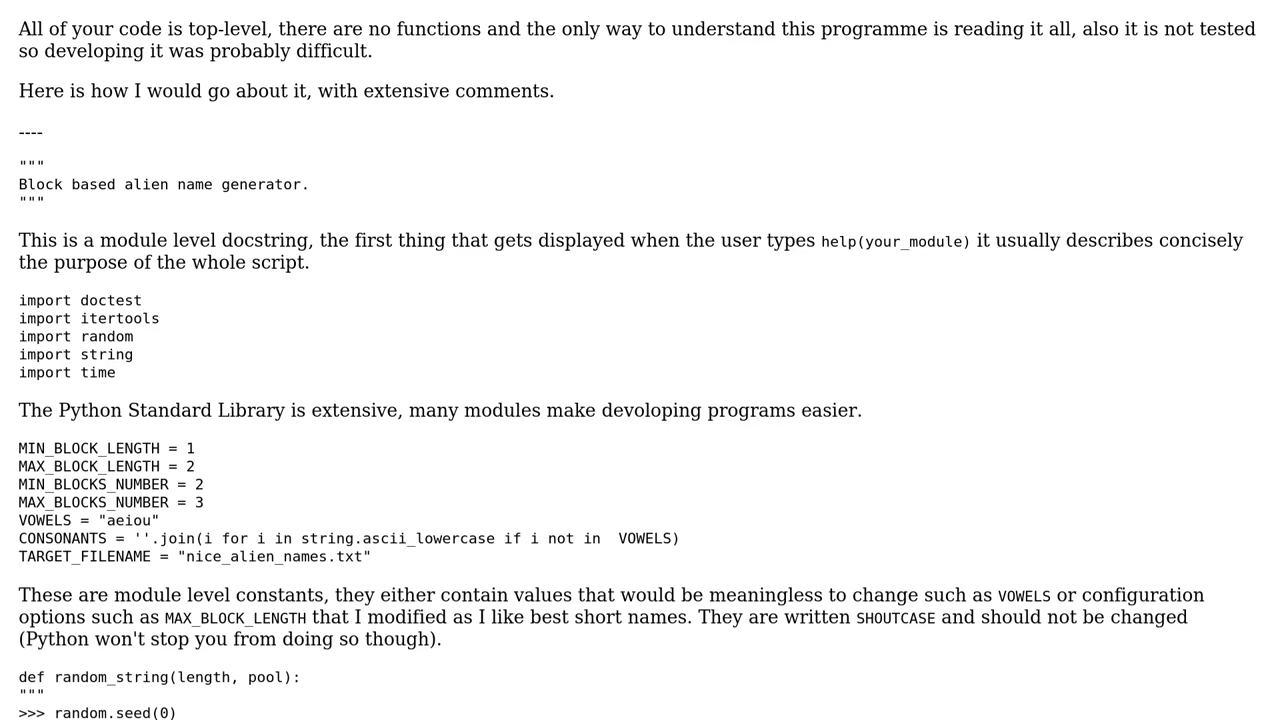 All of your code is top-level, there are no functions and the only way to understand this programme is reading it all, also it is not tested
so developing it was probably difficult.
Here is how I would go about it, with extensive comments.
----
"""
Block based alien name generator.
"""
This is a module level docstring, the first thing that gets displayed when the user types help(your_module) it usually describes concisely
the purpose of the whole script.
import doctest
import itertools
import random
import string
import time
The Python Standard Library is extensive, many modules make devoloping programs easier.
MIN_BLOCK_LENGTH = 1
MAX_BLOCK_LENGTH = 2
MIN_BLOCKS_NUMBER = 2
MAX_BLOCKS_NUMBER = 3
VOWELS = "aeiou"
CONSONANTS = ''.join(i for i in string.ascii_lowercase if i not in  VOWELS)
TARGET_FILENAME = "nice_alien_names.txt"
These are module level constants, they either contain values that would be meaningless to change such as VOWELS or configuration
options such as MAX_BLOCK_LENGTH that I modified as I like best short names. They are written SHOUTCASE and should not be changed
(Python won't stop you from doing so though).
def random_string(length, pool):
"""
>>> random.seed(0)